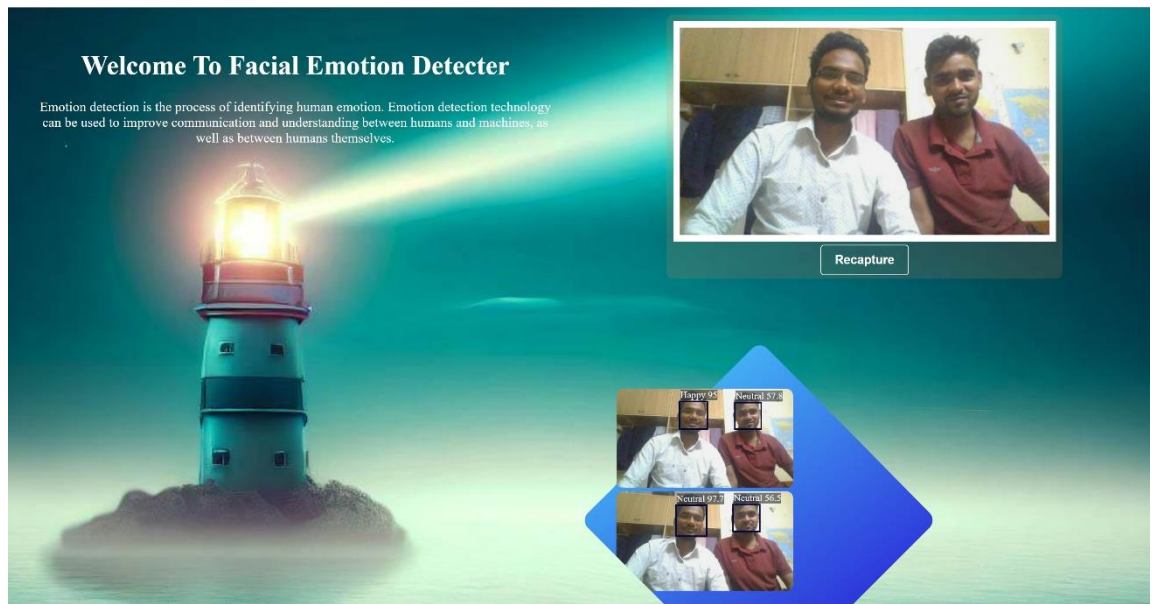 Welcome To Facial Emotion Detecter
Emotion detection is the process of identifying human emotion. Emotion detection technology
can be used to improve communication and understanding between humans and machines, as
well as between humans themselves.
Recapture
Happy 95
Neutral 57.8
Neutral 97.7
Neutral 56.5